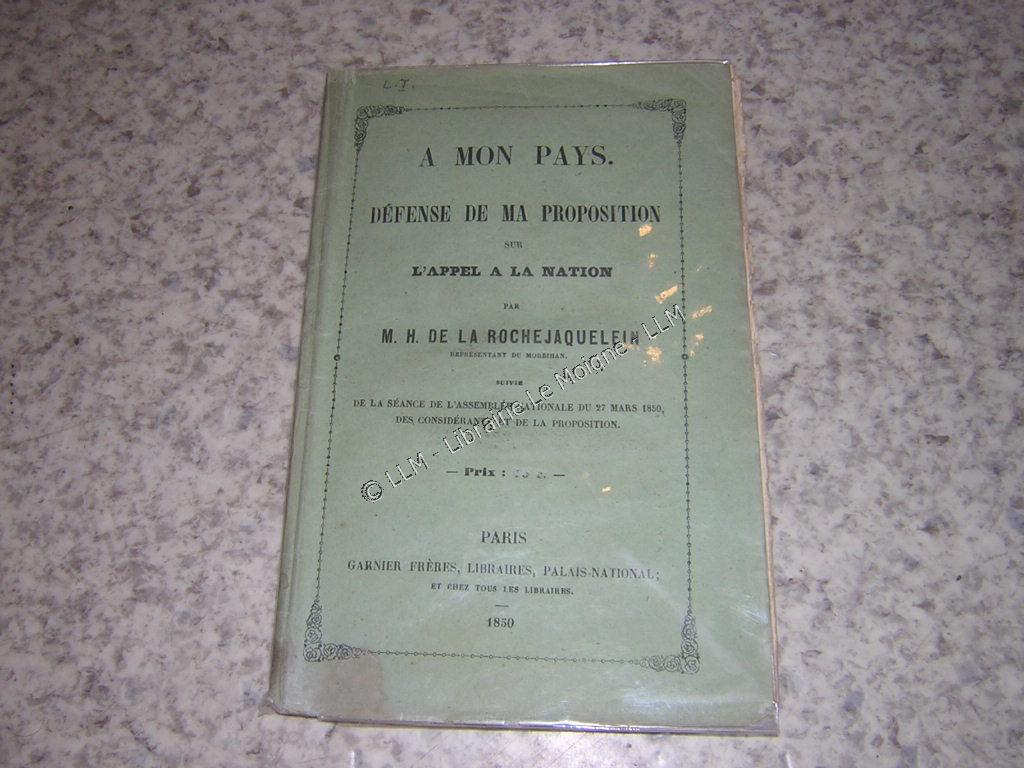 L. T.
A MON PAYS.
DÉFENSE DE MA PROPOSITION
SUR
L'APPEL A LA NATION
PAR
M. H. DE LA ROCHEJAQUELEIN
REPRÉSENTANT DU MORBIHAN.
SUIVIE
DE LA SÉANCE DE L'ASSEMBLÉE NATIONALE DU 27 MARS 1850,
DES CONSIDÉRANTS ET DE LA PROPOSITION.
— Prix : —
© LLM - Librairie Le Moigne - LLM
PARIS
GARNIER FRÈRES, LIBRAIRES, PALAIS-NATIONAL;
ET CHEZ TOUS LES LIBRAIRES.
1850